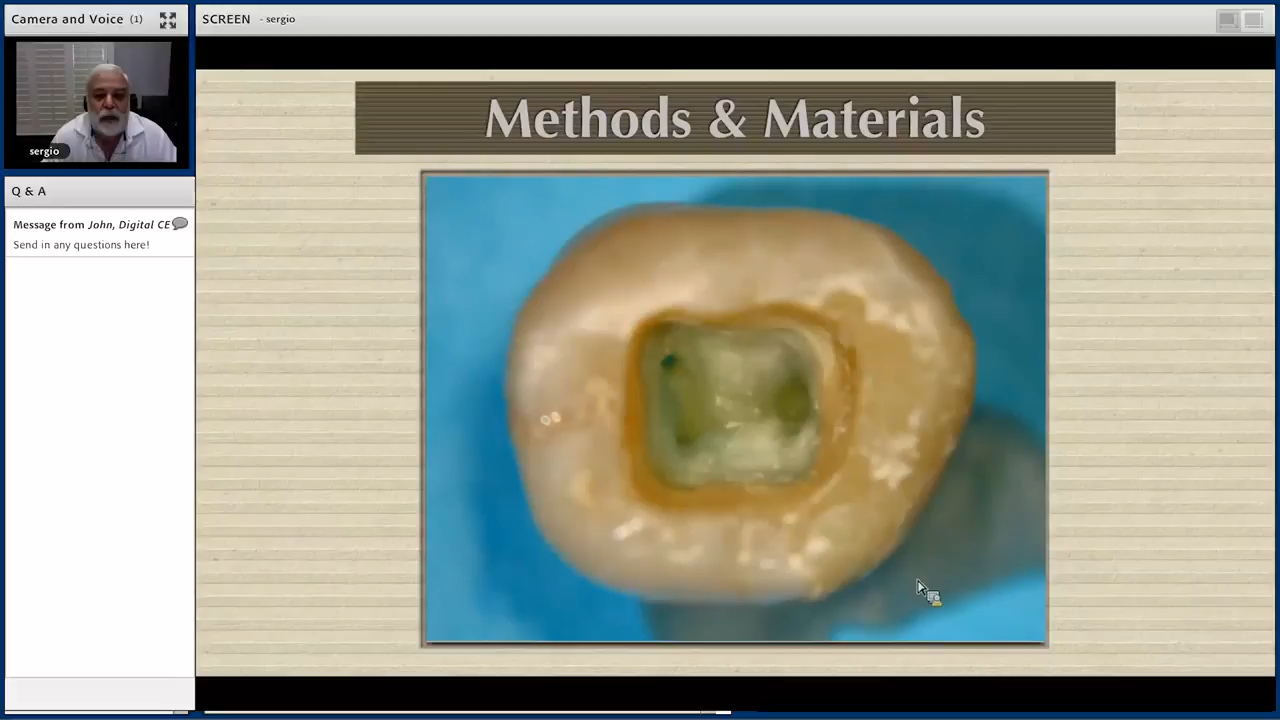 Camera and Voice (1)
SCREEN - sergio
sergio
Q & A
Message from John, Digital CE
Send in any questions here!
Methods & Materials